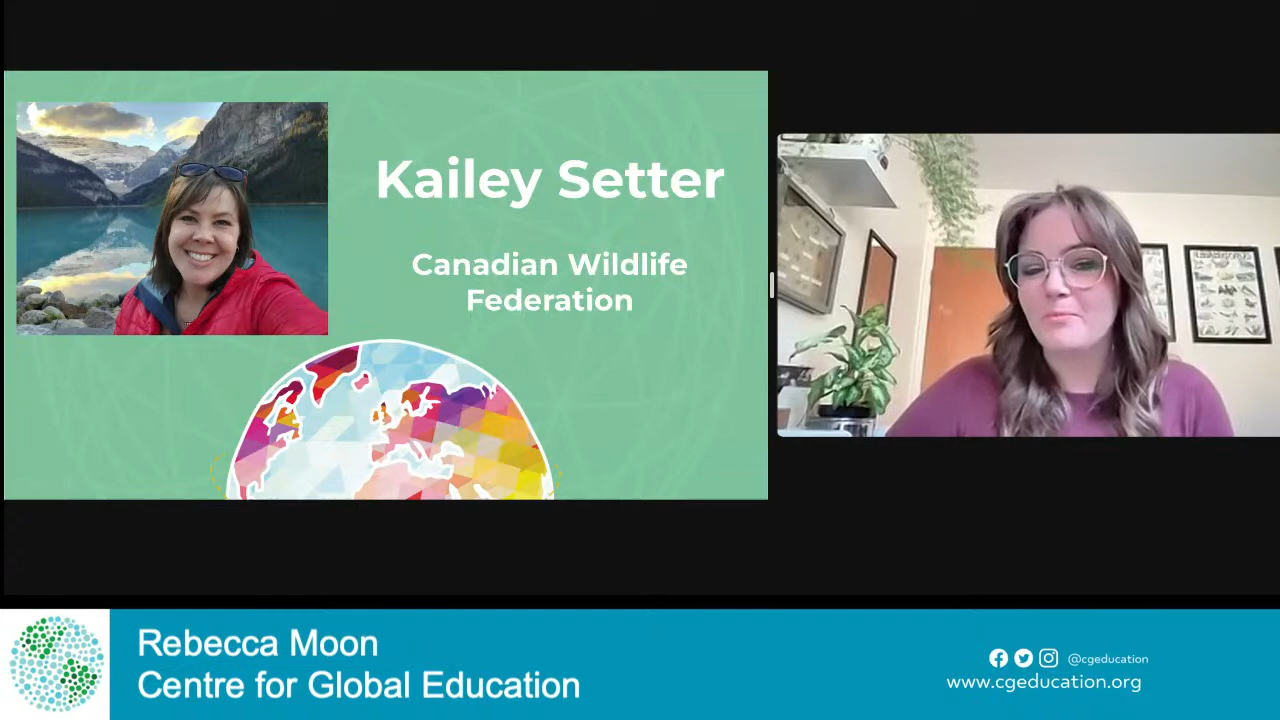 Kailey Setter
Canadian Wildlife
Federation
Rebecca Moon
Centre for Global Education
@cgeducation
www.cgeducation.org